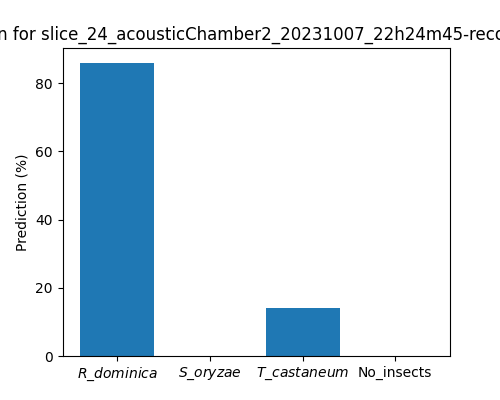 n for slice_24_acousticChamber2_20231007_22h24m45-reco
Prediction (%)
80
60
40
20
0
R_dominica S_oryzae T_castaneum No_insects